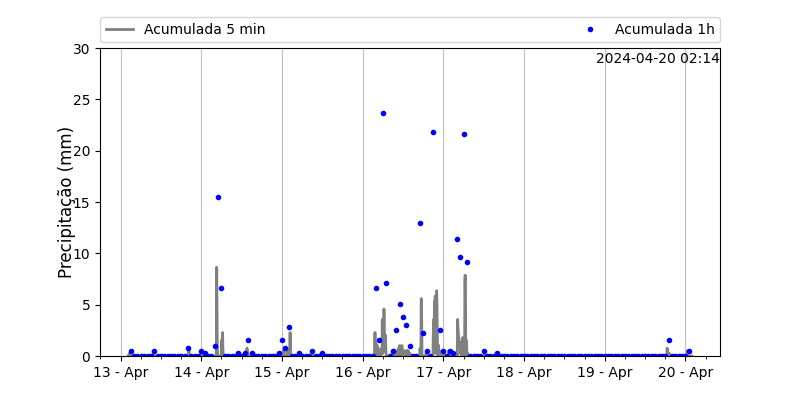 Acumulada 5 min
Acumulada 1h
2024-04-20 02:14
Precipitação (mm)
30
25
20
15
10
5
0
13 - Apr
14 - Apr
15 - Apr
16 - Apr
17 - Apr
18 - Apr
19 - Apr
20 - Apr